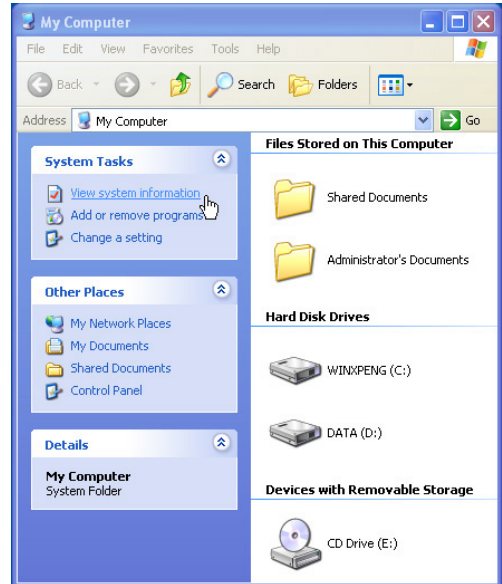 My Computer
File Edit View Favorites Tools Help
Back Search Folders
Address My Computer Go
System Tasks
View system information
Add or remove programs
Change a setting
Other Places
My Network Places
My Documents
Shared Documents
Control Panel
Details
My Computer
System Folder
Files Stored on This Computer
Shared Documents
Administrator's Documents
Hard Disk Drives
WINXPENG (C:)
DATA (D:)
Devices with Removable Storage
CD Drive (E:)